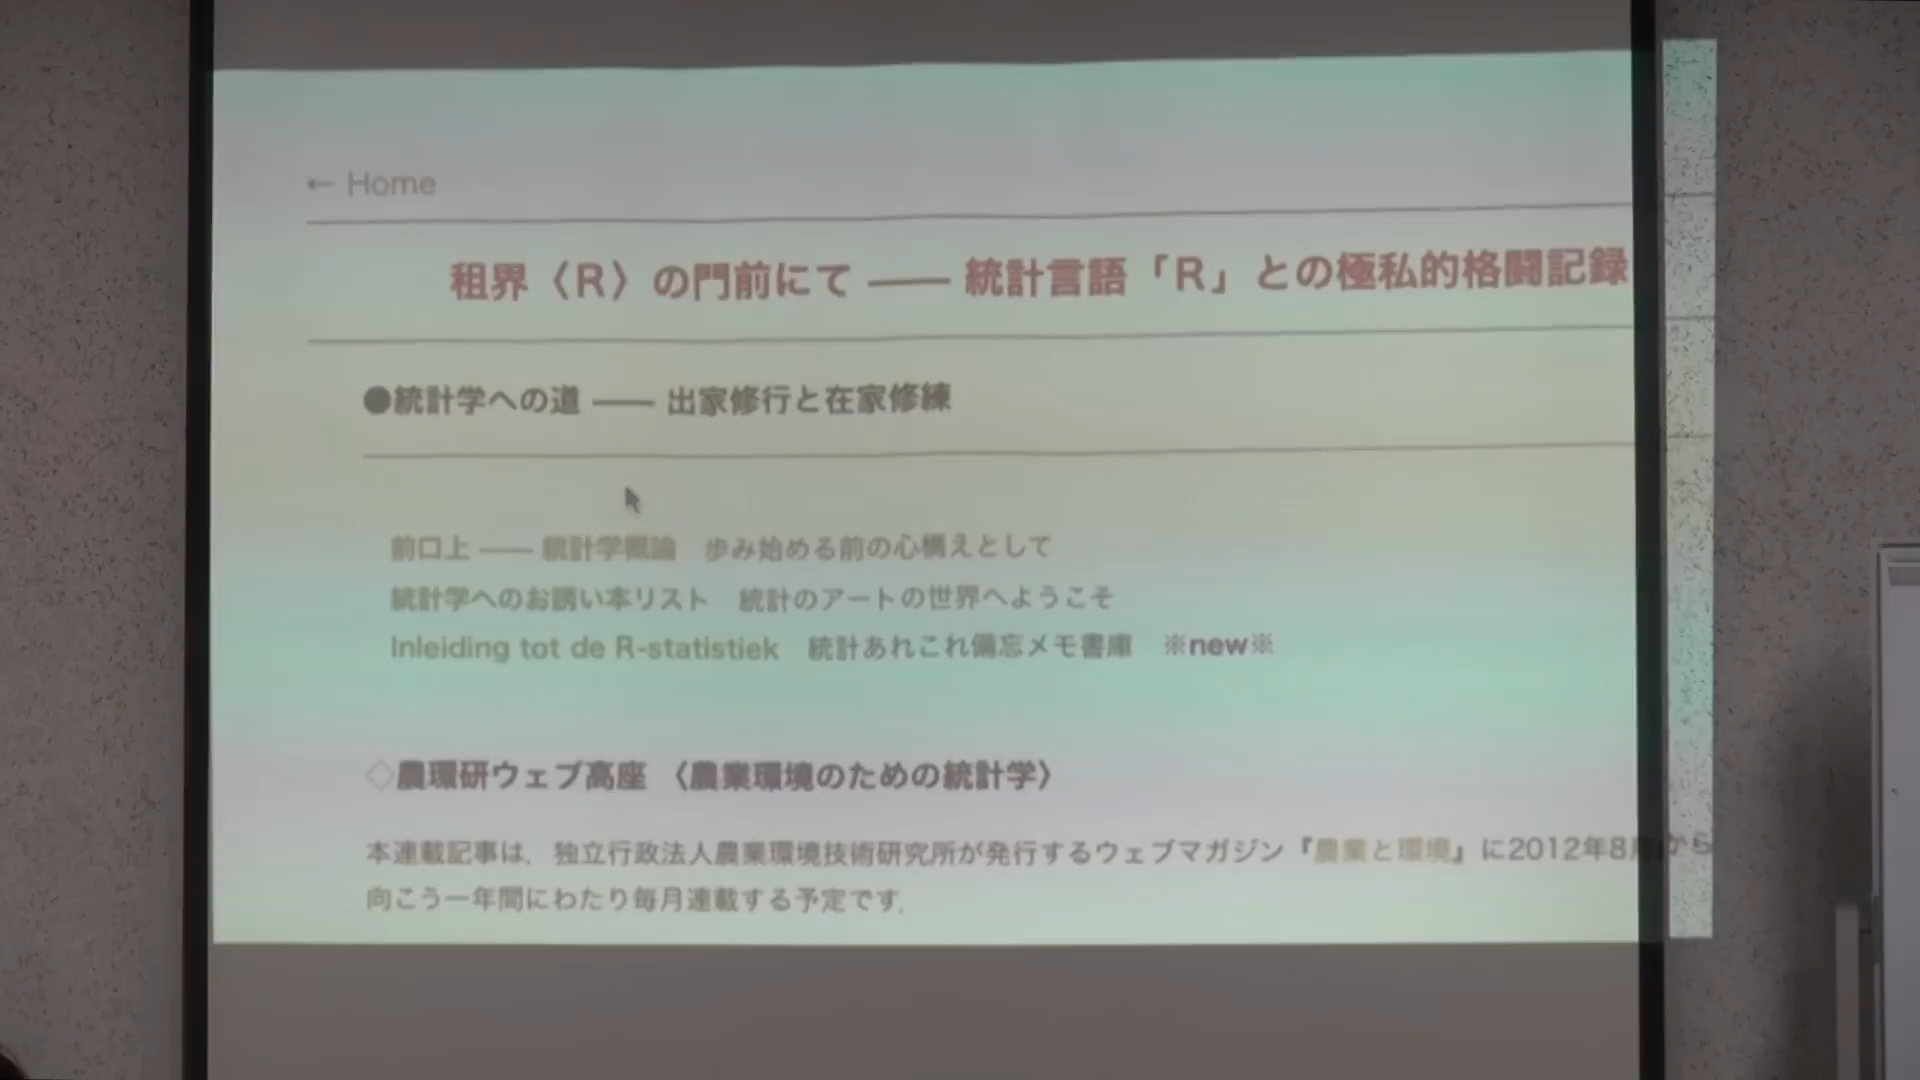 ← Home
租界〈R〉の門前にて —— 統計言語「R」との極私的格闘記録
●統計学への道 —— 出家修行と在家修練
前口上 —— 統計学概論 歩み始める前の心構えとして
統計学へのお誘い本リスト 統計のアートの世界へようこそ
Inleiding tot de R-statistiek 統計あれこれ備忘メモ書庫 ※new※
◇農環研ウェブ高座 〈農業環境のための統計学〉
本連載記事は，独立行政法人農業環境技術研究所が発行するウェブマガジン『農業と環境』に2012年8月から
向こう一年間にわたり毎月連載する予定です．